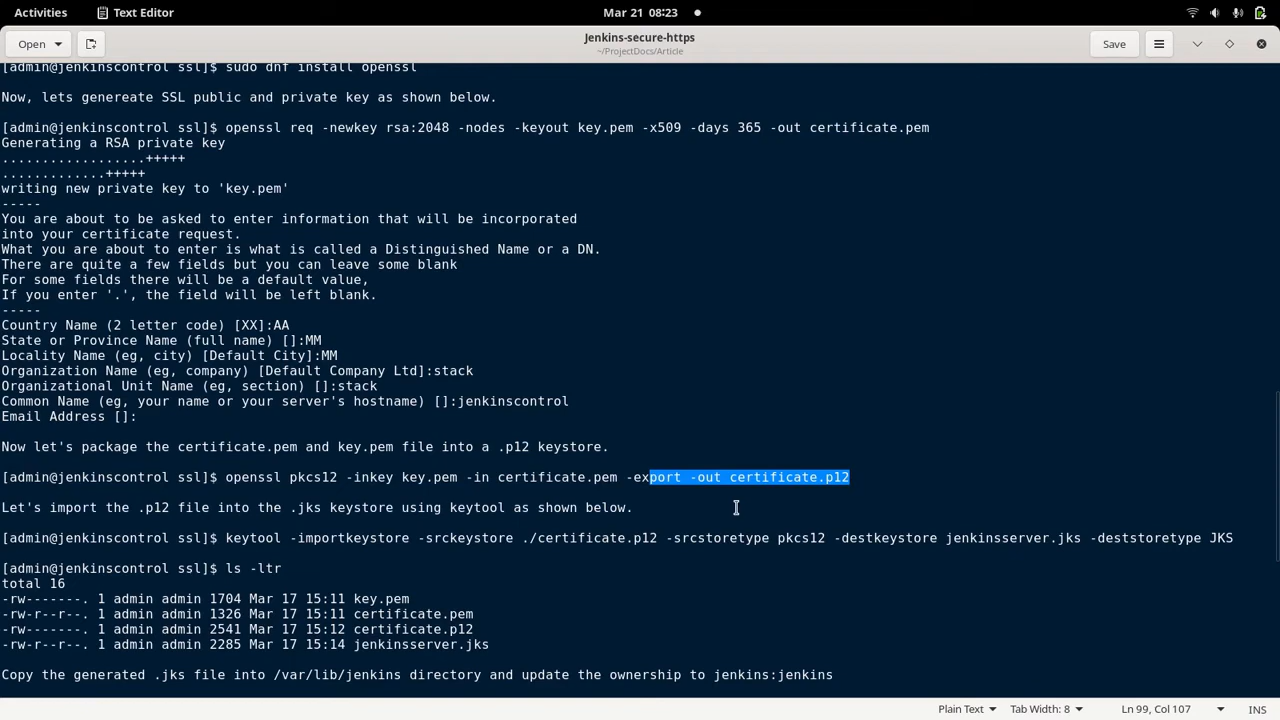 Activities
Text Editor
Mar 21 08:23
Open
Jenkins-secure-https
~/ProjectDocs/Article
Save
[admin@jenkinscontrol ssl]$ sudo dnf install openssl
Now, lets genereate SSL public and private key as shown below.
[admin@jenkinscontrol ssl]$ openssl req -newkey rsa:2048 -nodes -keyout key.pem -x509 -days 365 -out certificate.pem
Generating a RSA private key
..................+++++
.............+++++
writing new private key to 'key.pem'
-----
You are about to be asked to enter information that will be incorporated
into your certificate request.
What you are about to enter is what is called a Distinguished Name or a DN.
There are quite a few fields but you can leave some blank
For some fields there will be a default value,
If you enter '.', the field will be left blank.
-----
Country Name (2 letter code) [XX]:AA
State or Province Name (full name) []:MM
Locality Name (eg, city) [Default City]:MM
Organization Name (eg, company) [Default Company Ltd]:stack
Organizational Unit Name (eg, section) []:stack
Common Name (eg, your name or your server's hostname) []:jenkinscontrol
Email Address []:
Now let's package the certificate.pem and key.pem file into a .p12 keystore.
[admin@jenkinscontrol ssl]$ openssl pkcs12 -inkey key.pem -in certificate.pem -export -out certificate.p12
Let's import the .p12 file into the .jks keystore using keytool as shown below.
[admin@jenkinscontrol ssl]$ keytool -importkeystore -srckeystore ./certificate.p12 -srcstoretype pkcs12 -destkeystore jenkinsserver.jks -deststoretype JKS
[admin@jenkinscontrol ssl]$ ls -ltr
total 16
-rw-------. 1 admin admin 1704 Mar 17 15:11 key.pem
-rw-r--r--. 1 admin admin 1326 Mar 17 15:11 certificate.pem
-rw-------. 1 admin admin 2541 Mar 17 15:12 certificate.p12
-rw-r--r--. 1 admin admin 2285 Mar 17 15:14 jenkinsserver.jks
Copy the generated .jks file into /var/lib/jenkins directory and update the ownership to jenkins:jenkins
Plain Text
Tab Width: 8
Ln 99, Col 107
INS